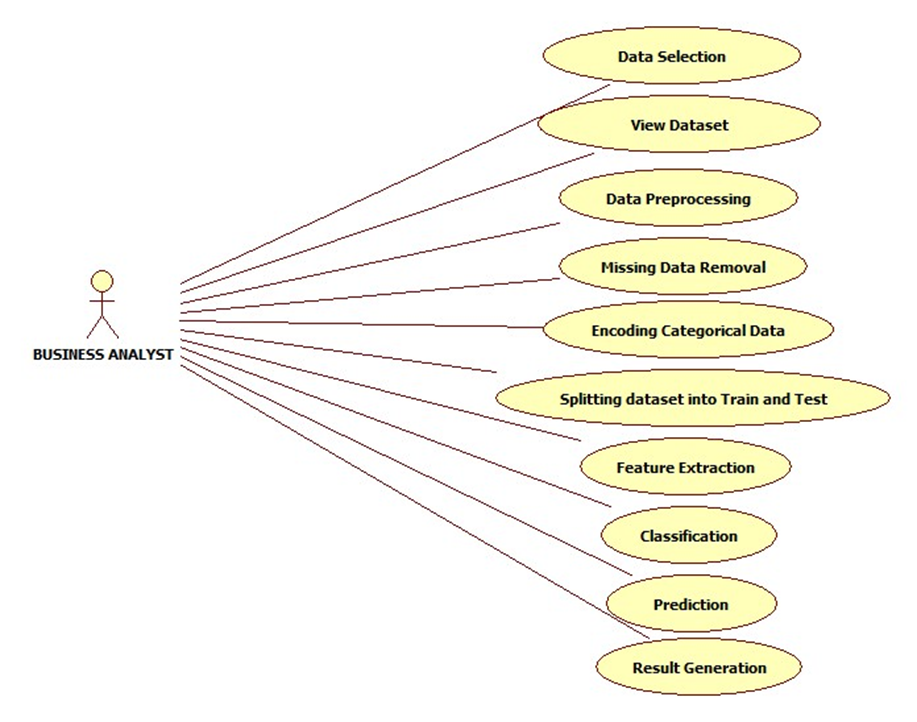 Data Selection
View Dataset
Data Preprocessing
Missing Data Removal
Encoding Categorical Data
BUSINESS ANALYST
Splitting dataset into Train and Test
Feature Extraction
Classification
Prediction
Result Generation